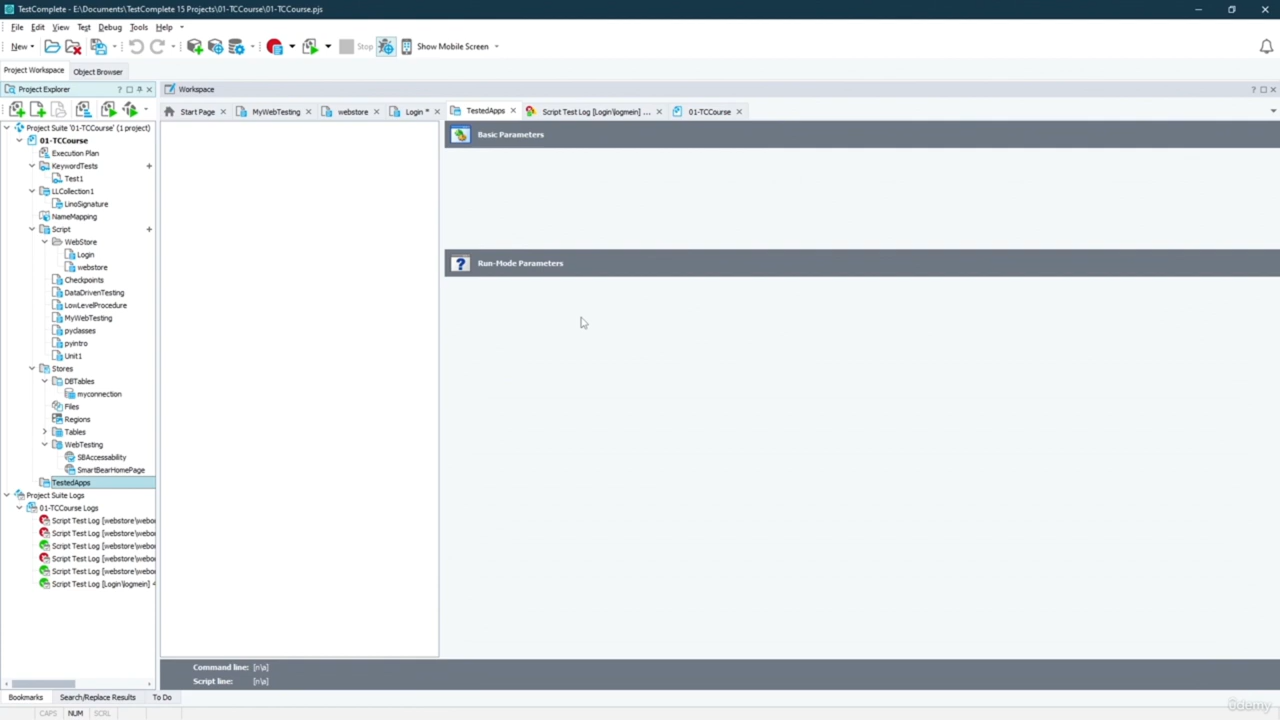 TestComplete - E:\Documents\TestComplete 15 Projects\01-TCCourse\01-TCCourse.pjs
File Edit View Test Debug Tools Help
New Stop Show Mobile Screen
Project Workspace Object Browser
Project Explorer ? Workspace ?
Start Page MyWebTesting webstore Login * TestedApps Script Test Log [Login\logmein] ... 01-TCCourse
Project Suite '01-TCCourse' (1 project)
01-TCCourse
Execution Plan
KeywordTests
Test1
LLCollection1
LinoSignature
NameMapping
Script
WebStore
Login
webstore
Checkpoints
DataDrivenTesting
LowLevelProcedure
MyWebTesting
pyclasses
pyintro
Unit1
Stores
DBTables
myconnection
Files
Regions
Tables
WebTesting
SBAccessability
SmartBearHomePage
TestedApps
Project Suite Logs
01-TCCourse Logs
Script Test Log [webstore\webo
Script Test Log [webstore\webo
Script Test Log [webstore\webo
Script Test Log [webstore\webo
Script Test Log [webstore\webo
Script Test Log [Login\logmein] 4
Basic Parameters
Run-Mode Parameters
Command line: [n\a]
Script line: [n\a]
Bookmarks Search/Replace Results To Do
CAPS NUM SCRL
ûdemy